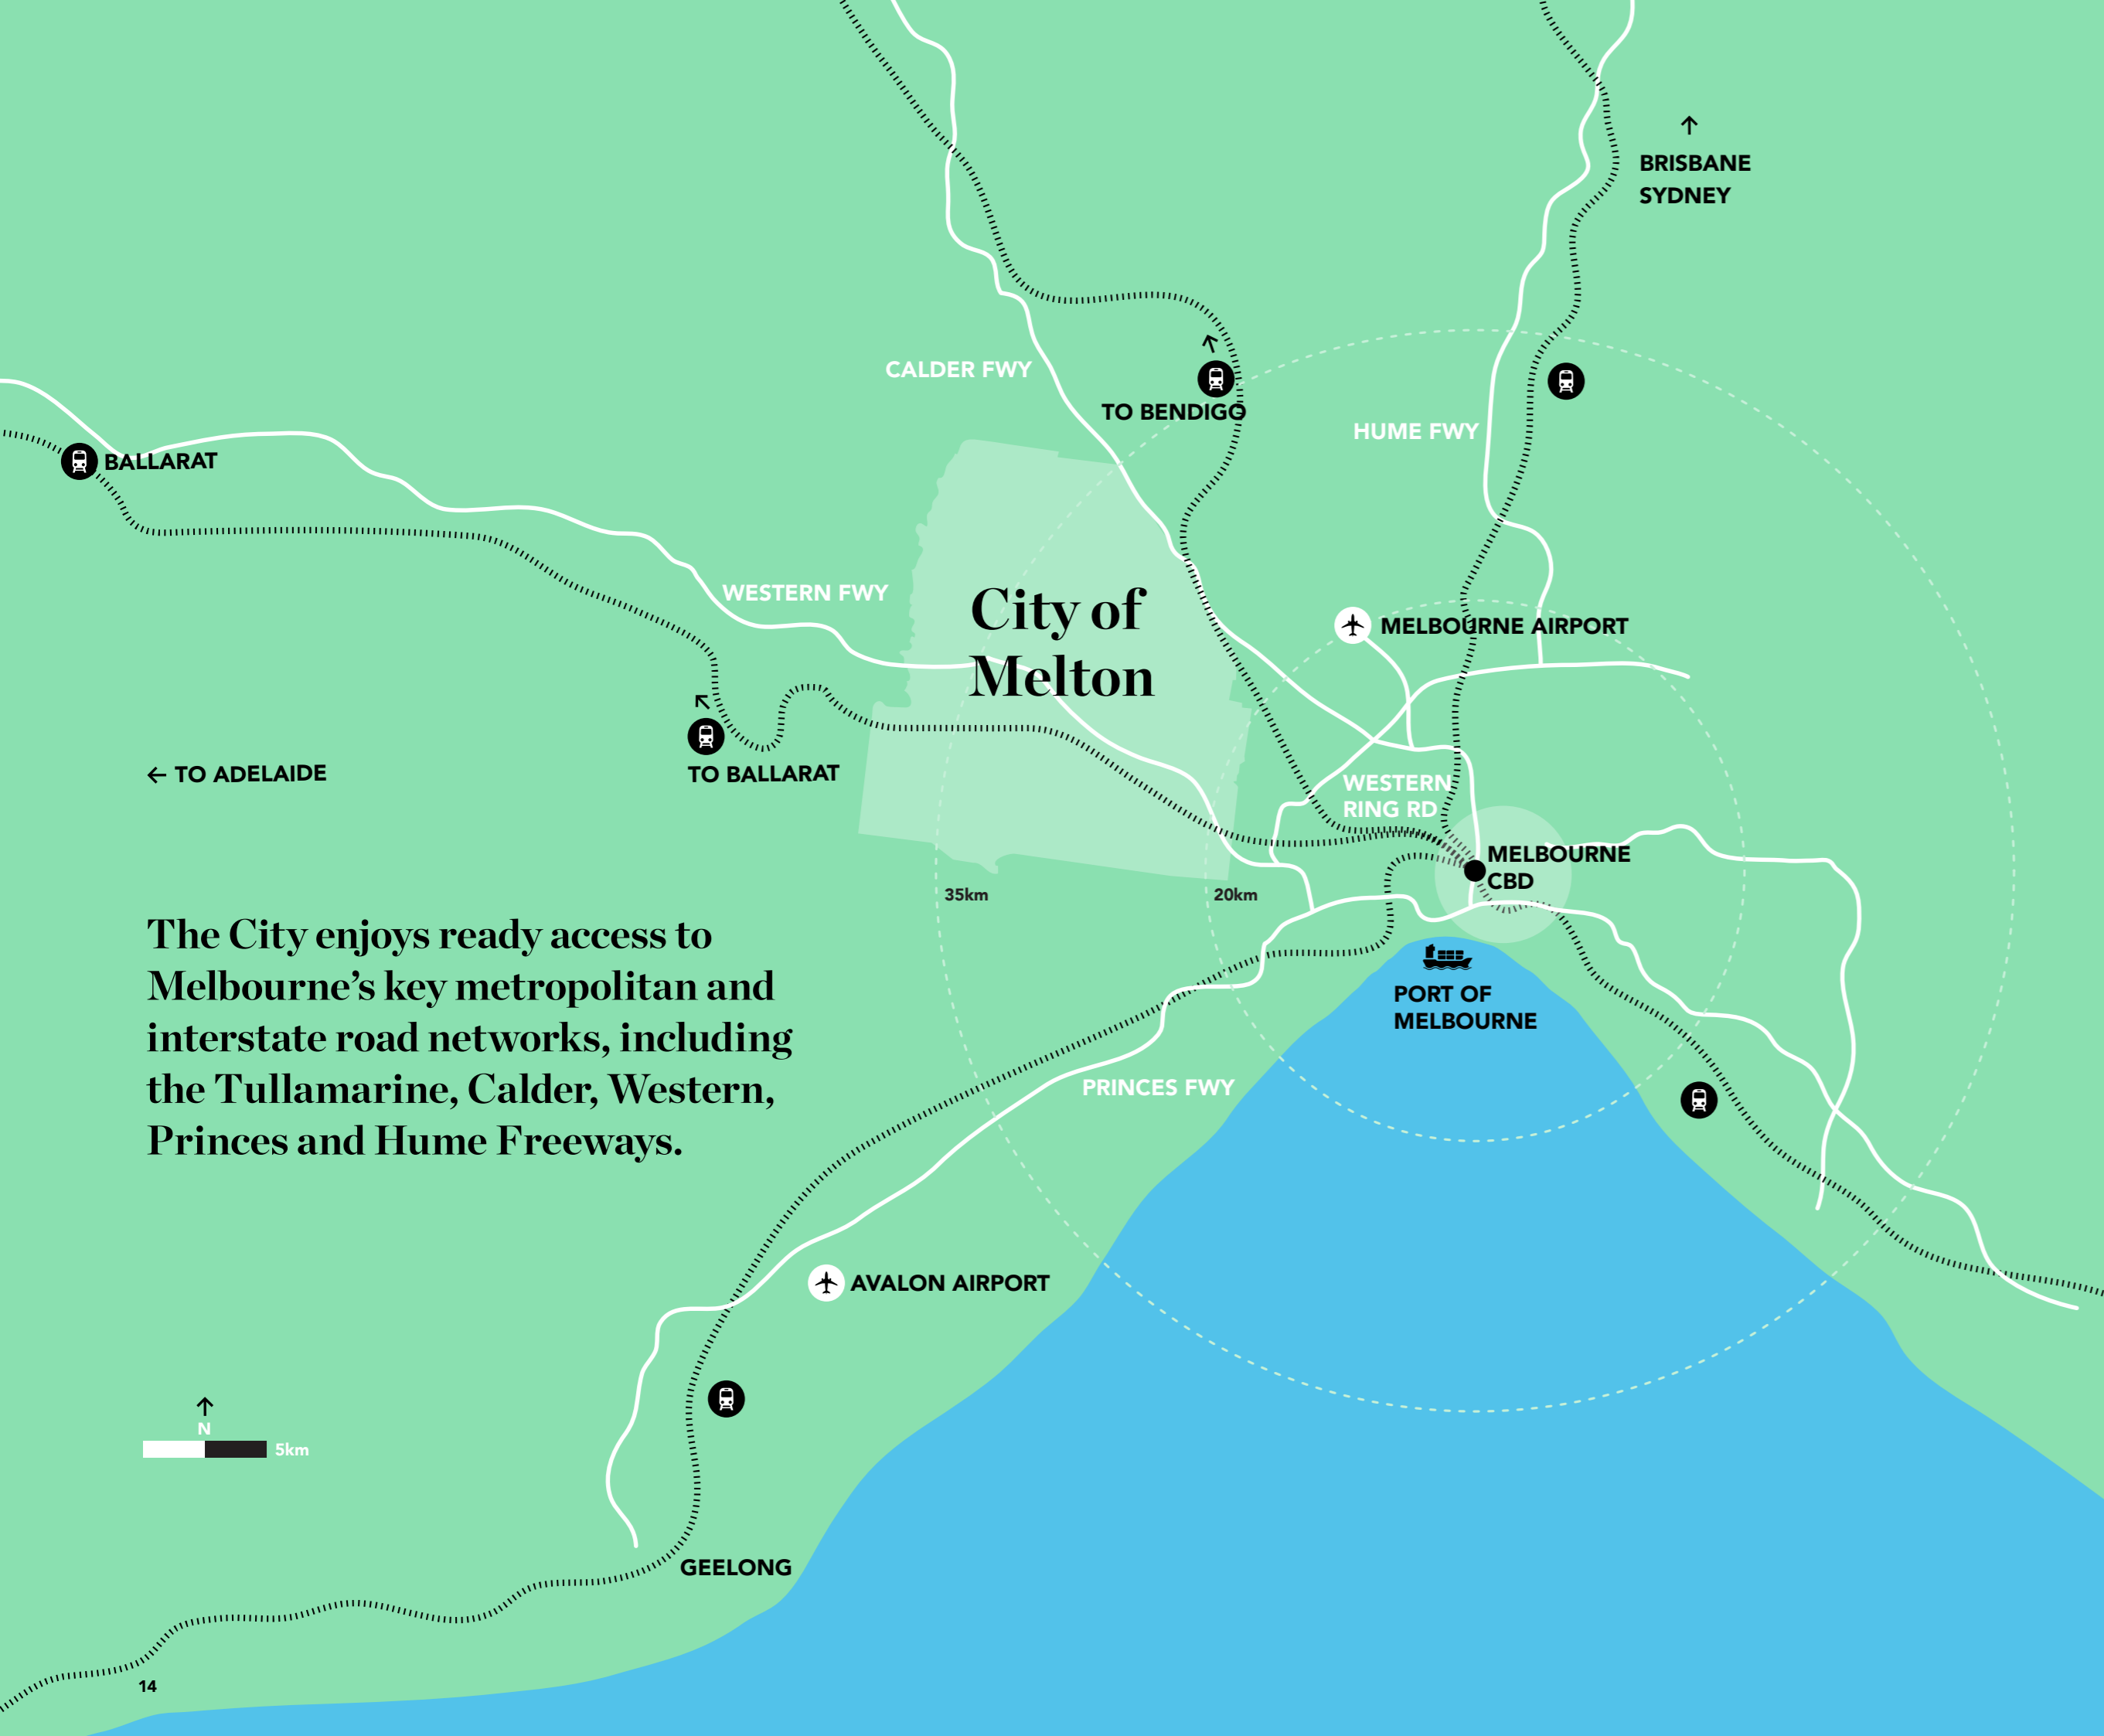 ↑
BRISBANE
SYDNEY
CALDER FWY
TO BENDIGO
HUME FWY
BALLARAT
WESTERN FWY
City of
Melton
MELBOURNE AIRPORT
← TO ADELAIDE
TO BALLARAT
WESTERN
RING RD
MELBOURNE
CBD
35km
20km
The City enjoys ready access to
Melbourne’s key metropolitan and
interstate road networks, including
the Tullamarine, Calder, Western,
Princes and Hume Freeways.
PORT OF
MELBOURNE
PRINCES FWY
AVALON AIRPORT
N
5km
GEELONG
14